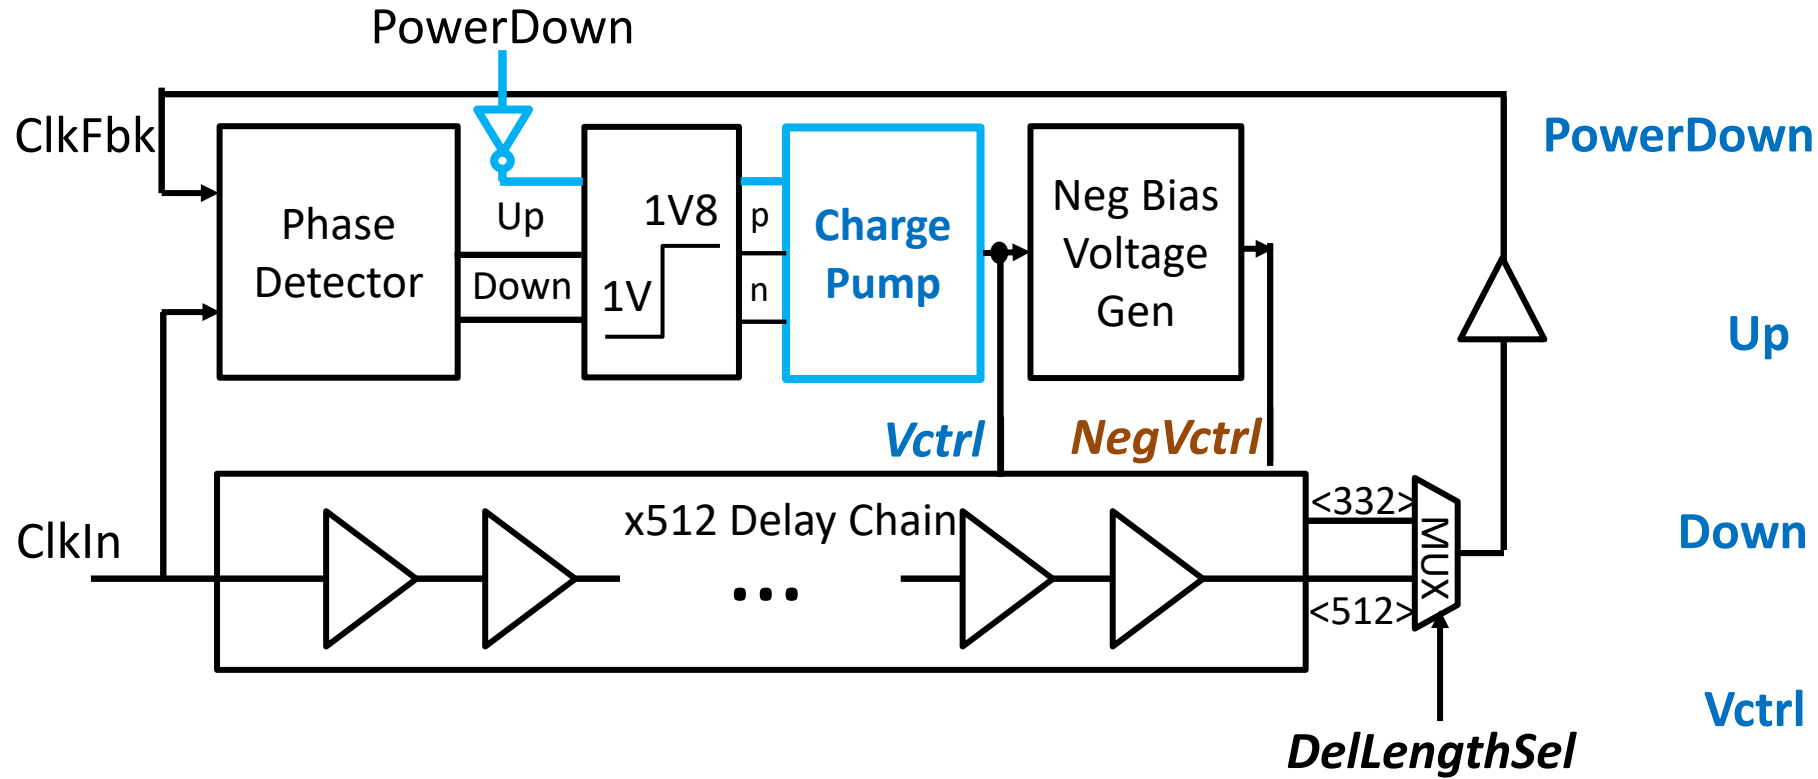 PowerDown
ClkFbk
Phase
Detector
Up
Down
1V8
1V
p
n
Charge
Pump
Neg Bias
Voltage
Gen
PowerDown
Up
Down
Vctrl
Vctrl
NegVctrl
ClkIn
x512 Delay Chain
...
<332>
<512>
MUX
DelLengthSel